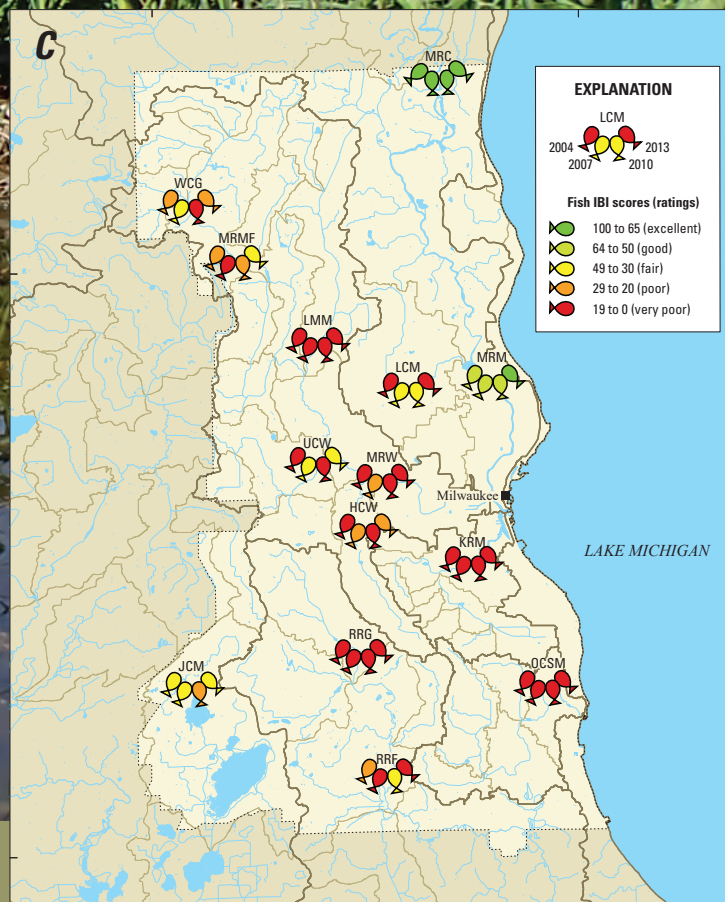 C
MRC
EXPLANATION
LCM
2004
2013
2007
2010
Fish IBI scores (ratings)
100 to 65 (excellent)
64 to 50 (good)
49 to 30 (fair)
29 to 20 (poor)
19 to 0 (very poor)
WCG
MRMF
LMM
LCM
MRM
UCW
MRW
Milwaukee
HCW
KRM
LAKE MICHIGAN
RRG
JCM
OCSM
RRF